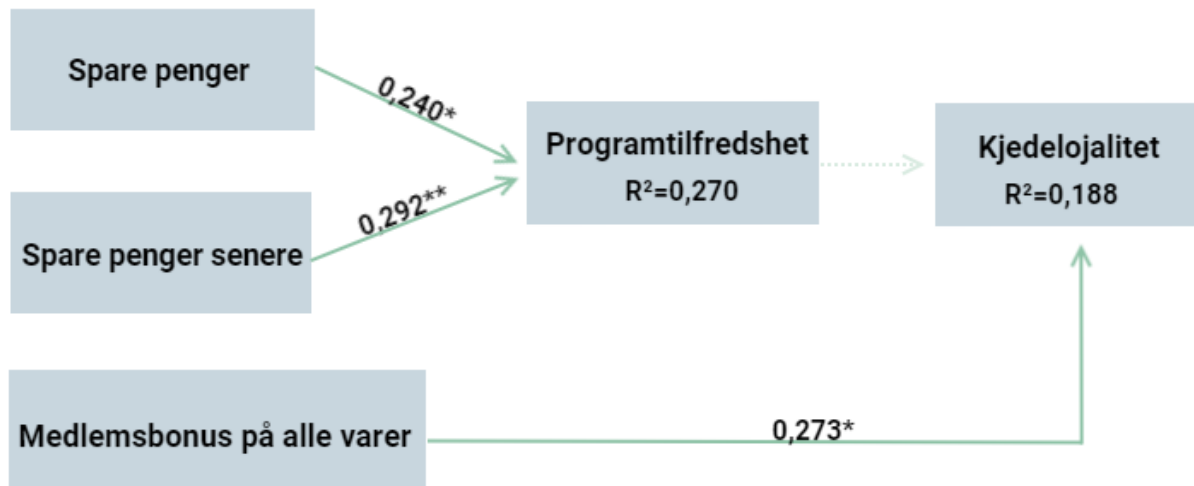 Spare penger
0,240*
Programtilfredshet
R²=0,270
Kjedelojalitet
R²=0,188
0,292**
Spare penger senere
Medlemsbonus på alle varer
0,273*